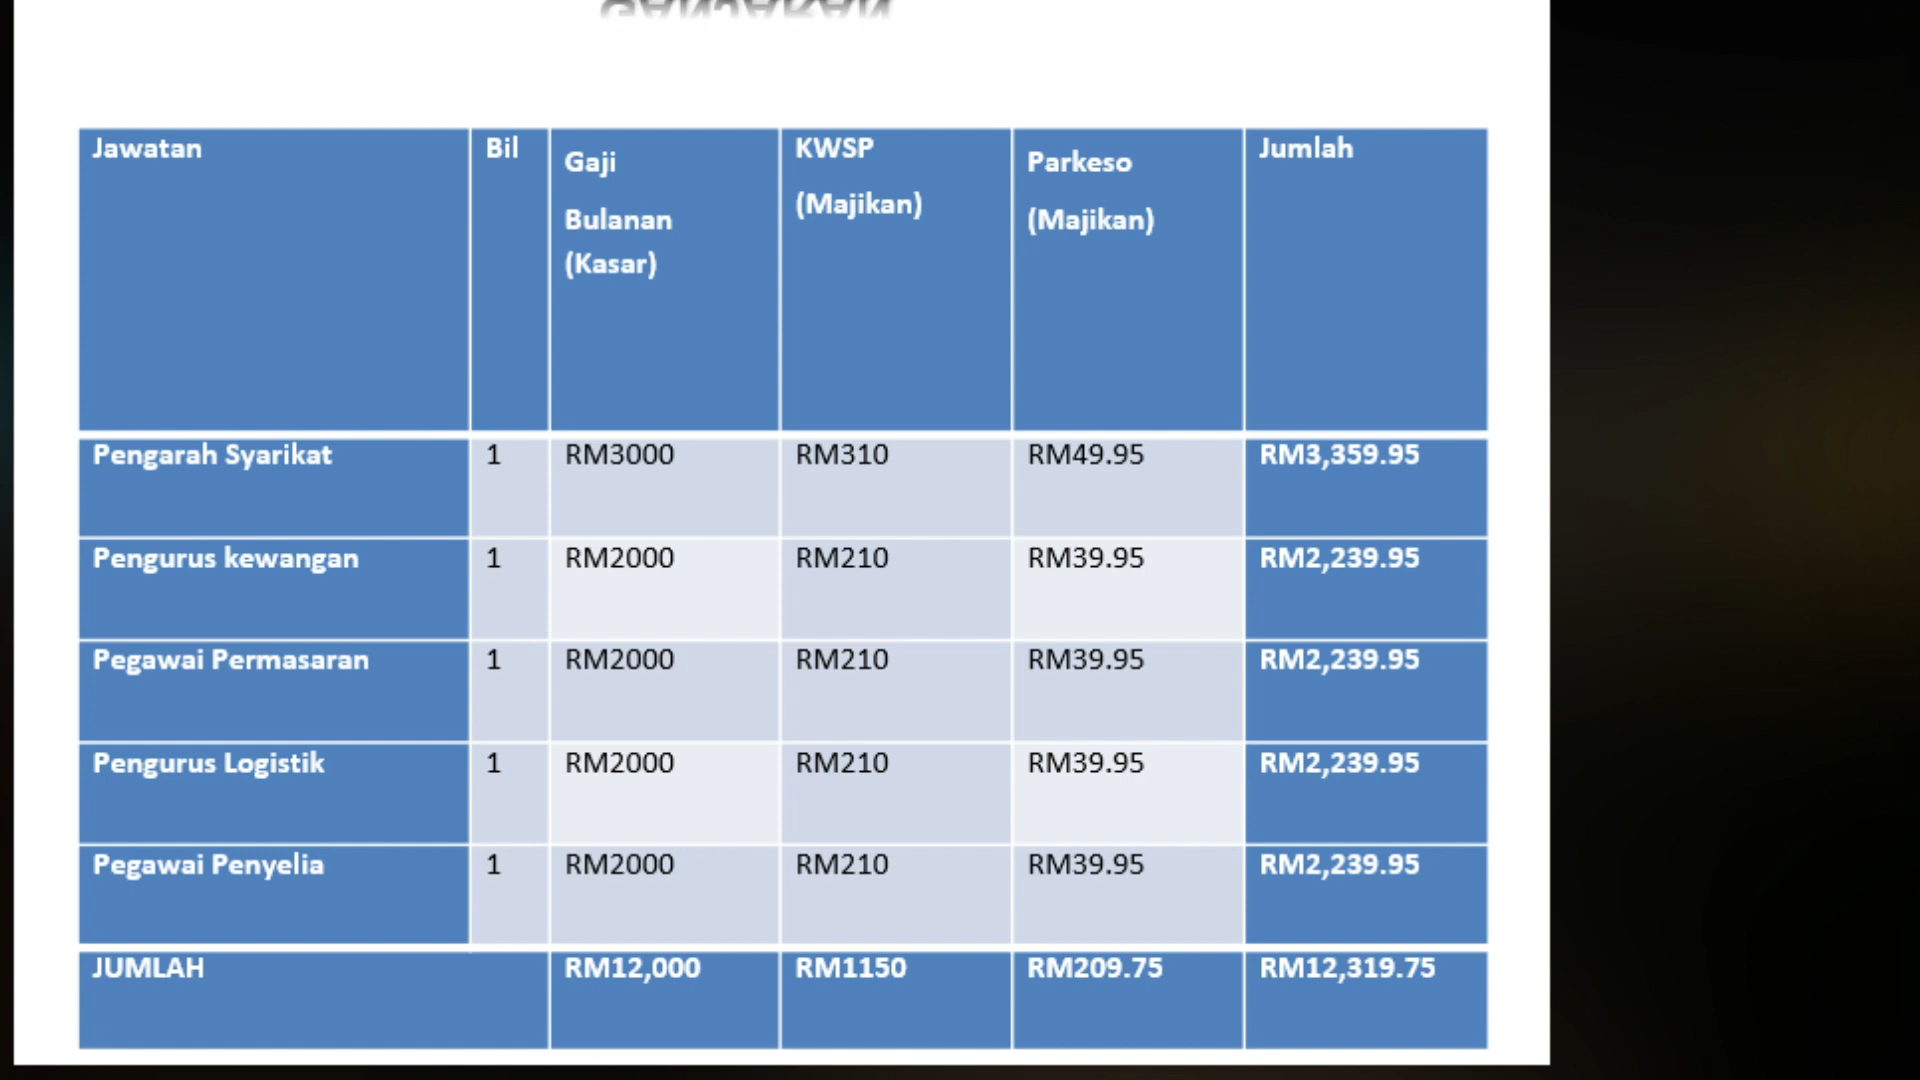 Jawatan
Bil
Gaji
Bulanan
(Kasar)
KWSP
(Majikan)
Parkeso
(Majikan)
Jumlah
Pengarah Syarikat 1 RM3000 RM310 RM49.95 RM3,359.95
Pengurus kewangan 1 RM2000 RM210 RM39.95 RM2,239.95
Pegawai Permasaran 1 RM2000 RM210 RM39.95 RM2,239.95
Pengurus Logistik 1 RM2000 RM210 RM39.95 RM2,239.95
Pegawai Penyelia 1 RM2000 RM210 RM39.95 RM2,239.95
JUMLAH RM12,000 RM1150 RM209.75 RM12,319.75